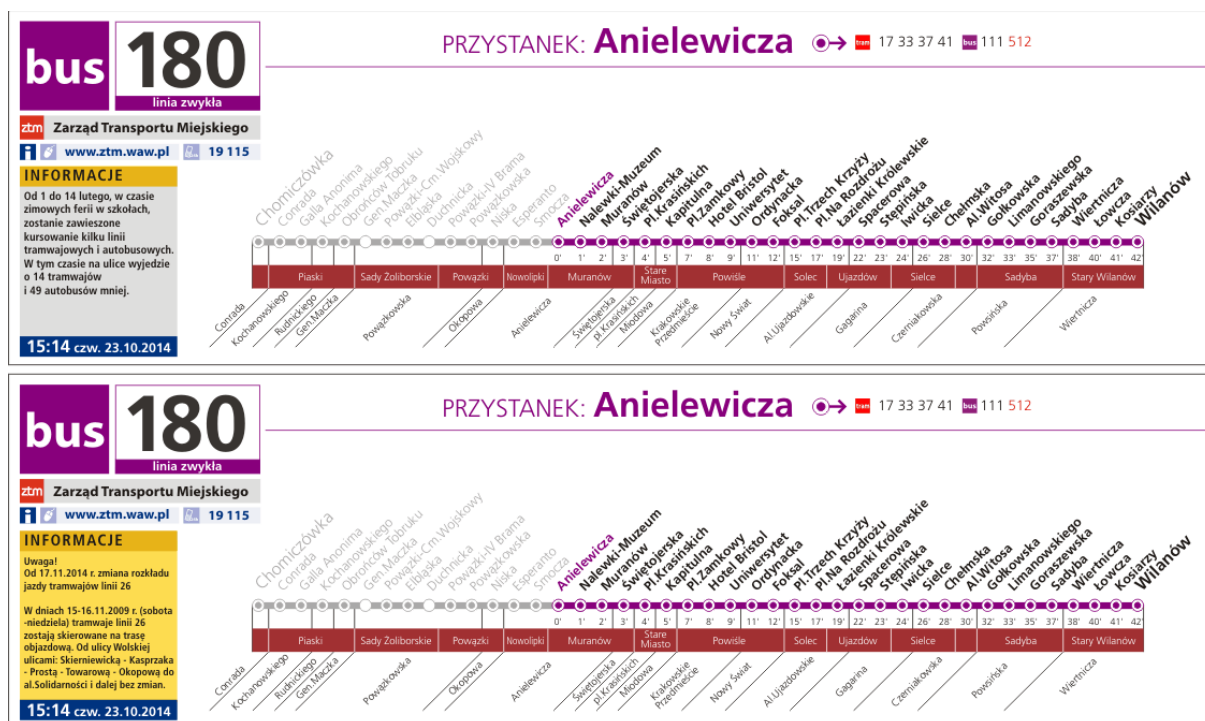 bus 180
linia zwykła
ztm Zarząd Transportu Miejskiego
www.ztm.waw.pl 19 115
INFORMACJE
Od 1 do 14 lutego, w czasie
zimowych ferii w szkołach,
zostanie zawieszone
kursowanie kilku linii
tramwajowych i autobusowych.
W tym czasie na ulice wyjedzie
o 14 tramwajów
i 49 autobusów mniej.
15:14 czw. 23.10.2014
PRZYSTANEK: Anielewicza tram 17 33 37 41 bus 111 512
Chomiczówka
Conrada
Galla Anonima
Kochanowskiego
Obrońców Tobruku
Gen.Maczka
Powązki-Cm.Wojskowy
Elbląska
Duchnicka
Powązki-IV Brama
Powązkowska
Niska
Esperanto
Smocza
Anielewicza
Nalewki-Muzeum
Muranów
Świętojerska
Pl.Krasińskich
Kapitulna
Pl.Zamkowy
Hotel Bristol
Uniwersytet
Ordynacka
Foksal
Pl.Trzech Krzyży
Pl.Na Rozdrożu
Łazienki Królewskie
Spacerowa
Stępińska
Iwicka
Sielce
Chełmska
Al.Witosa
Gołkowska
Limanowskiego
Goraszewska
Sadyba
Wiertnicza
Łowcza
Kosiarzy
Wilanów
0' 1' 2' 3' 4' 5' 7' 8' 9' 11' 12' 15' 17' 19' 22' 23' 24' 26' 28' 30' 32' 33' 34' 37' 38' 40' 41' 42'
Piaski Sady Żoliborskie Powązki Nowolipki Muranów Stare Miasto Powiśle Solec Ujazdów Sielce Sadyba Stary Wilanów
Conrada
Kochanowskiego
Rudnickiego
Gen.Maczka
Powązkowska
Okopowa
Anielewicza
Świętojerska
pl.Krasińskich
Miodowa
Krakowskie
Przedmieście
Nowy Świat
Al.Ujazdowskie
Gagarina
Czerniakowska
Powsińska
Wiertnicza
bus 180
linia zwykła
ztm Zarząd Transportu Miejskiego
www.ztm.waw.pl 19 115
INFORMACJE
Uwaga!
Od 17.11.2014 r. zmiana rozkładu
jazdy tramwajów linii 26
W dniach 15-16.11.2009 r. (sobota
-niedziela) tramwaje linii 26
zostają skierowane na trasę
objazdową. Od ulicy Wolskiej
ulicami: Skierniewicką - Kasprzaka
- Prostą - Towarową - Okopową do
al.Solidarności i dalej bez zmian.
15:14 czw. 23.10.2014
PRZYSTANEK: Anielewicza tram 17 33 37 41 bus 111 512
Chomiczówka
Conrada
Galla Anonima
Kochanowskiego
Obrońców Tobruku
Gen.Maczka
Powązki-Cm.Wojskowy
Elbląska
Duchnicka
Powązki-IV Brama
Powązkowska
Niska
Esperanto
Smocza
Anielewicza
Nalewki-Muzeum
Muranów
Świętojerska
Pl.Krasińskich
Kapitulna
Pl.Zamkowy
Hotel Bristol
Uniwersytet
Ordynacka
Foksal
Pl.Trzech Krzyży
Pl.Na Rozdrożu
Łazienki Królewskie
Spacerowa
Stępińska
Iwicka
Sielce
Chełmska
Al.Witosa
Gołkowska
Limanowskiego
Goraszewska
Sadyba
Wiertnicza
Łowcza
Kosiarzy
Wilanów
0' 1' 2' 3' 4' 5' 7' 8' 9' 11' 12' 15' 17' 19' 22' 23' 24' 26' 28' 30' 32' 33' 34' 37' 38' 40' 41' 42'
Piaski Sady Żoliborskie Powązki Nowolipki Muranów Stare Miasto Powiśle Solec Ujazdów Sielce Sadyba Stary Wilanów
Conrada
Kochanowskiego
Rudnickiego
Gen.Maczka
Powązkowska
Okopowa
Anielewicza
Świętojerska
pl.Krasińskich
Miodowa
Krakowskie
Przedmieście
Nowy Świat
Al.Ujazdowskie
Gagarina
Czerniakowska
Powsińska
Wiertnicza